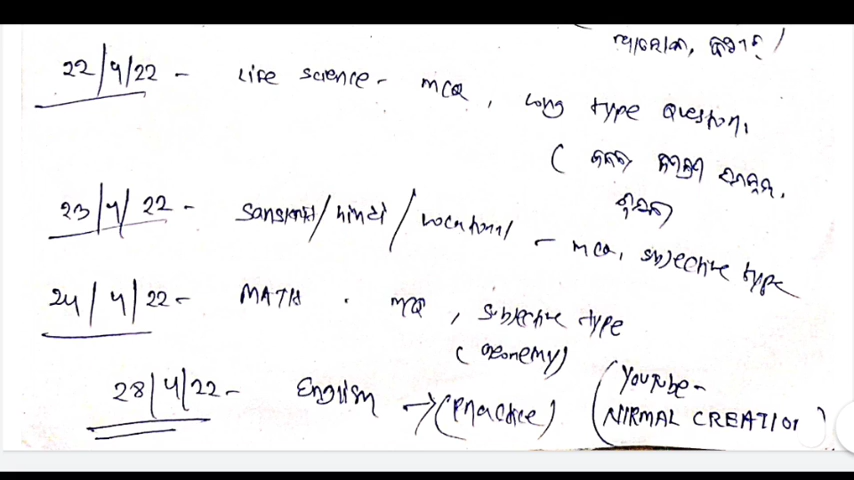 22/4/22 - Life science - MCQ, Long type Question,
23/4/22 - Sanskrit/Hindi/Vocational - MCQ, Subjective type
24/4/22 - MATH . MCQ, Subjective type
(Geometry)
28/4/22 - English → (Practice) (YouTube -
NIRMAL CREATION)